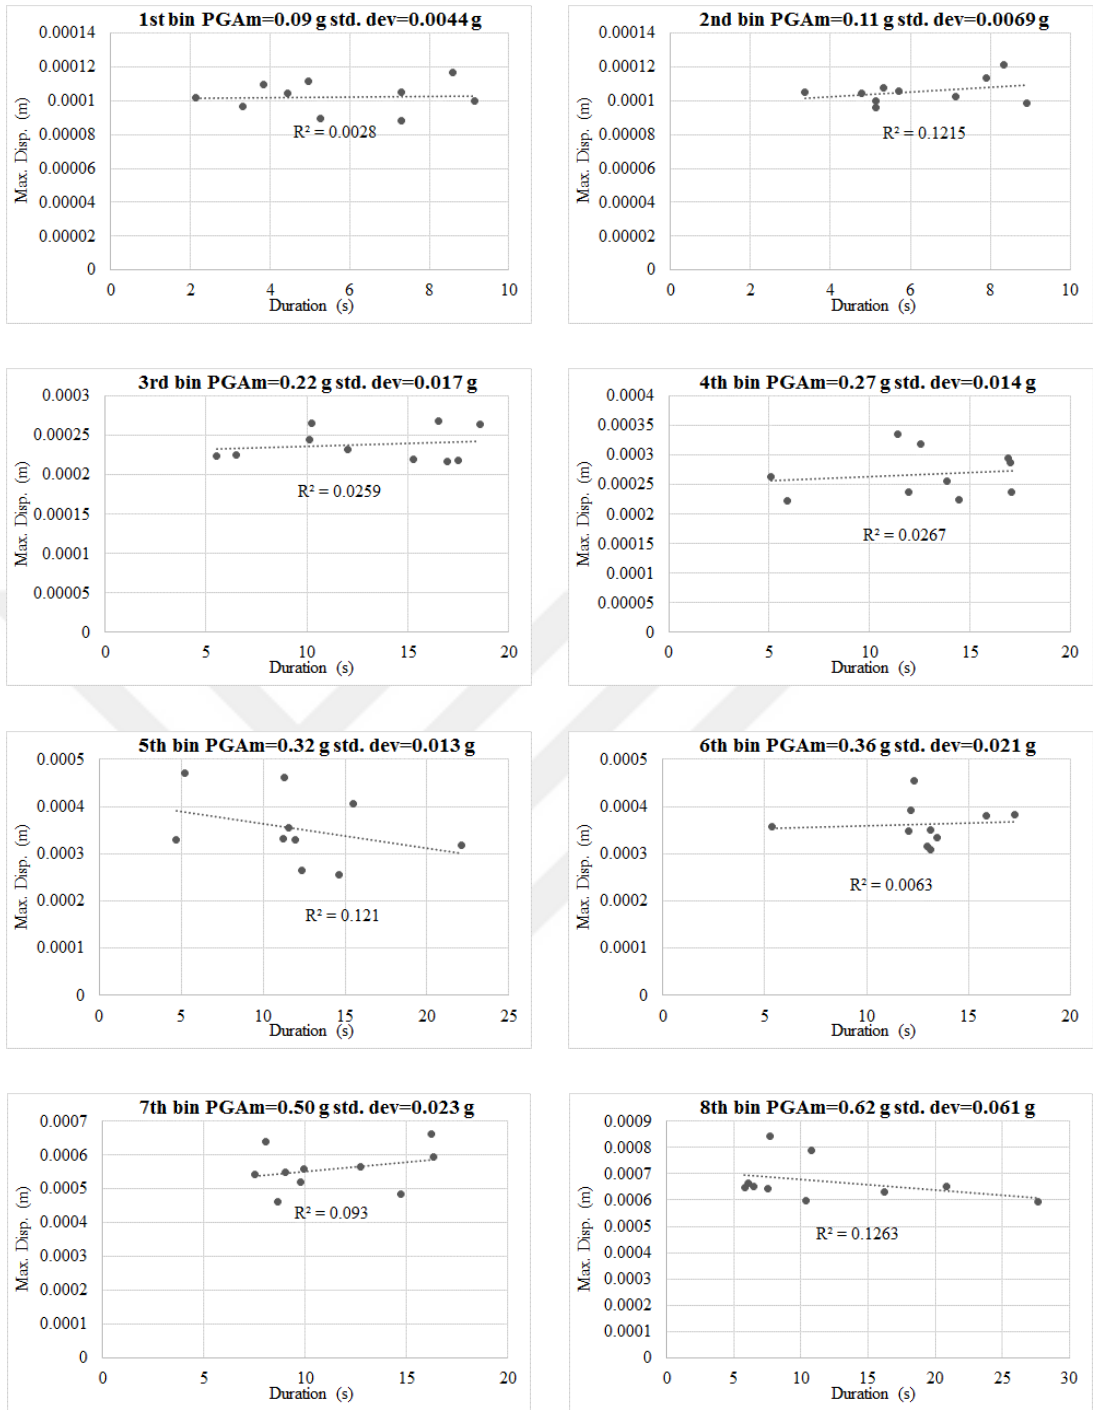 1st bin PGAm=0.09 g std. dev=0.0044 g
Max. Disp. (m)
0.00014
0.00012
0.0001
0.00008
0.00006
0.00004
0.00002
0
R² = 0.0028
0 2 4 6 8 10
Duration (s)
2nd bin PGAm=0.11 g std. dev=0.0069 g
Max. Disp. (m)
0.00014
0.00012
0.0001
0.00008
0.00006
0.00004
0.00002
0
R² = 0.1215
0 2 4 6 8 10
Duration (s)
3rd bin PGAm=0.22 g std. dev=0.017 g
Max. Disp. (m)
0.0003
0.00025
0.0002
0.00015
0.0001
0.00005
0
R² = 0.0259
0 5 10 15 20
Duration (s)
4th bin PGAm=0.27 g std. dev=0.014 g
Max. Disp. (m)
0.0004
0.00035
0.0003
0.00025
0.0002
0.00015
0.0001
0.00005
0
R² = 0.0267
0 5 10 15 20
Duration (s)
5th bin PGAm=0.32 g std. dev=0.013 g
Max. Disp. (m)
0.0005
0.0004
0.0003
0.0002
0.0001
0
R² = 0.121
0 5 10 15 20 25
Duration (s)
6th bin PGAm=0.36 g std. dev=0.021 g
Max. Disp. (m)
0.0005
0.0004
0.0003
0.0002
0.0001
0
R² = 0.0063
0 5 10 15 20
Duration (s)
7th bin PGAm=0.50 g std. dev=0.023 g
Max. Disp. (m)
0.0007
0.0006
0.0005
0.0004
0.0003
0.0002
0.0001
0
R² = 0.093
0 5 10 15 20
Duration (s)
8th bin PGAm=0.62 g std. dev=0.061 g
Max. Disp. (m)
0.0009
0.0008
0.0007
0.0006
0.0005
0.0004
0.0003
0.0002
0.0001
0
R² = 0.1263
0 5 10 15 20 25 30
Duration (s)